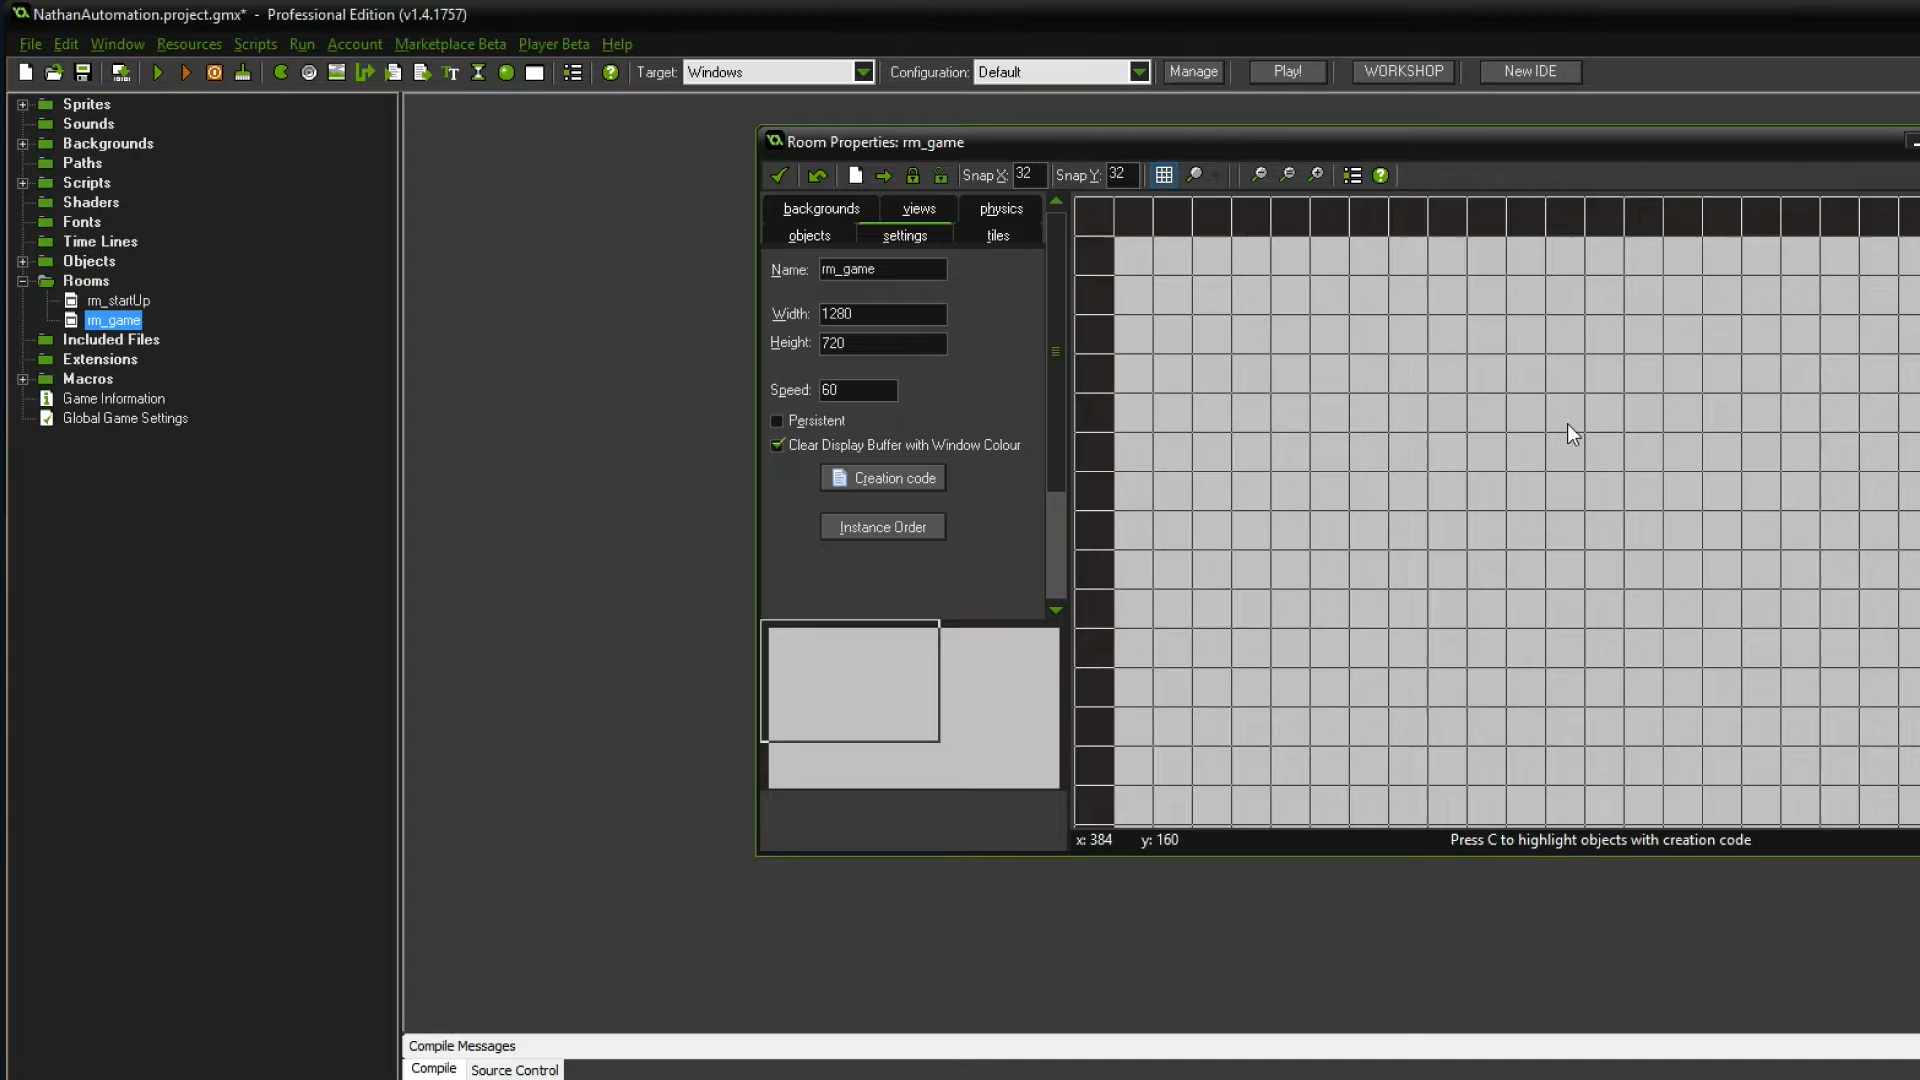 NathanAutomation.project.gmx* - Professional Edition (v1.4.1757)
File Edit Window Resources Scripts Run Account Marketplace Beta Player Beta Help
Target: Windows Configuration: Default Manage Play! WORKSHOP New IDE
Sprites
Sounds
Backgrounds
Paths
Scripts
Shaders
Fonts
Time Lines
Objects
Rooms
rm_startUp
rm_game
Included Files
Extensions
Macros
Game Information
Global Game Settings
Room Properties: rm_game
Snap X: 32 Snap Y: 32
backgrounds views physics
objects settings tiles
Name: rm_game
Width: 1280
Height: 720
Speed: 60
Persistent
Clear Display Buffer with Window Colour
Creation code
Instance Order
x: 384 y: 160 Press C to highlight objects with creation code
Compile Messages
Compile Source Control